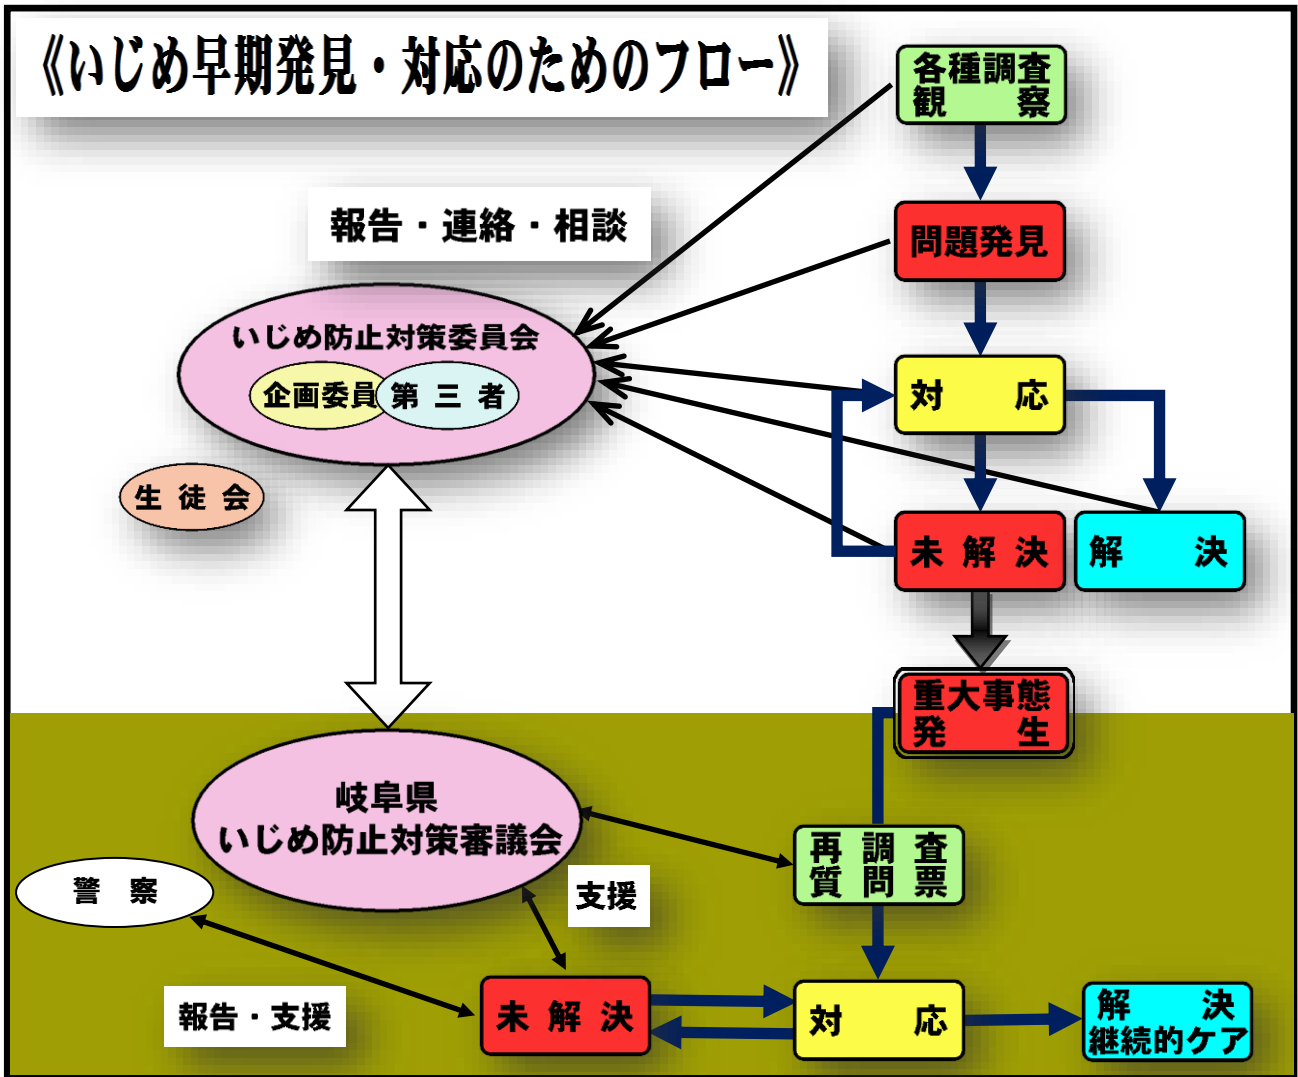 《いじめ早期発見・対応のためのフロー》
各種調査
観察
報告・連絡・相談
問題発見
いじめ防止対策委員会
企画委員
第三者
対応
生徒会
未解決
解決
重大事態
発生
岐阜県
いじめ防止対策審議会
再調査
質問票
警察
支援
報告・支援
未解決
対応
解決
継続的ケア